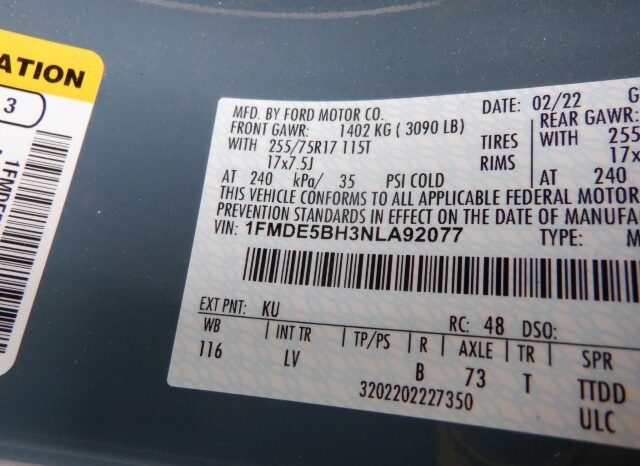 ATION
3
1FMDE
MFD. BY FORD MOTOR CO.
DATE: 02/22
FRONT GAWR: 1402 KG ( 3090 LB)
REAR GAWR:
WITH 255/75R17 115T TIRES WITH 255
17x7.5J RIMS 17x
AT 240 kPa/ 35 PSI COLD AT 240
THIS VEHICLE CONFORMS TO ALL APPLICABLE FEDERAL MOTOR
PREVENTION STANDARDS IN EFFECT ON THE DATE OF MANUFA
VIN: 1FMDE5BH3NLA92077 TYPE: M
EXT PNT: KU RC: 48 DSO:
WB INT TR TP/PS R AXLE TR SPR
116 LV B 73 T TTDD
3202202227350 ULC